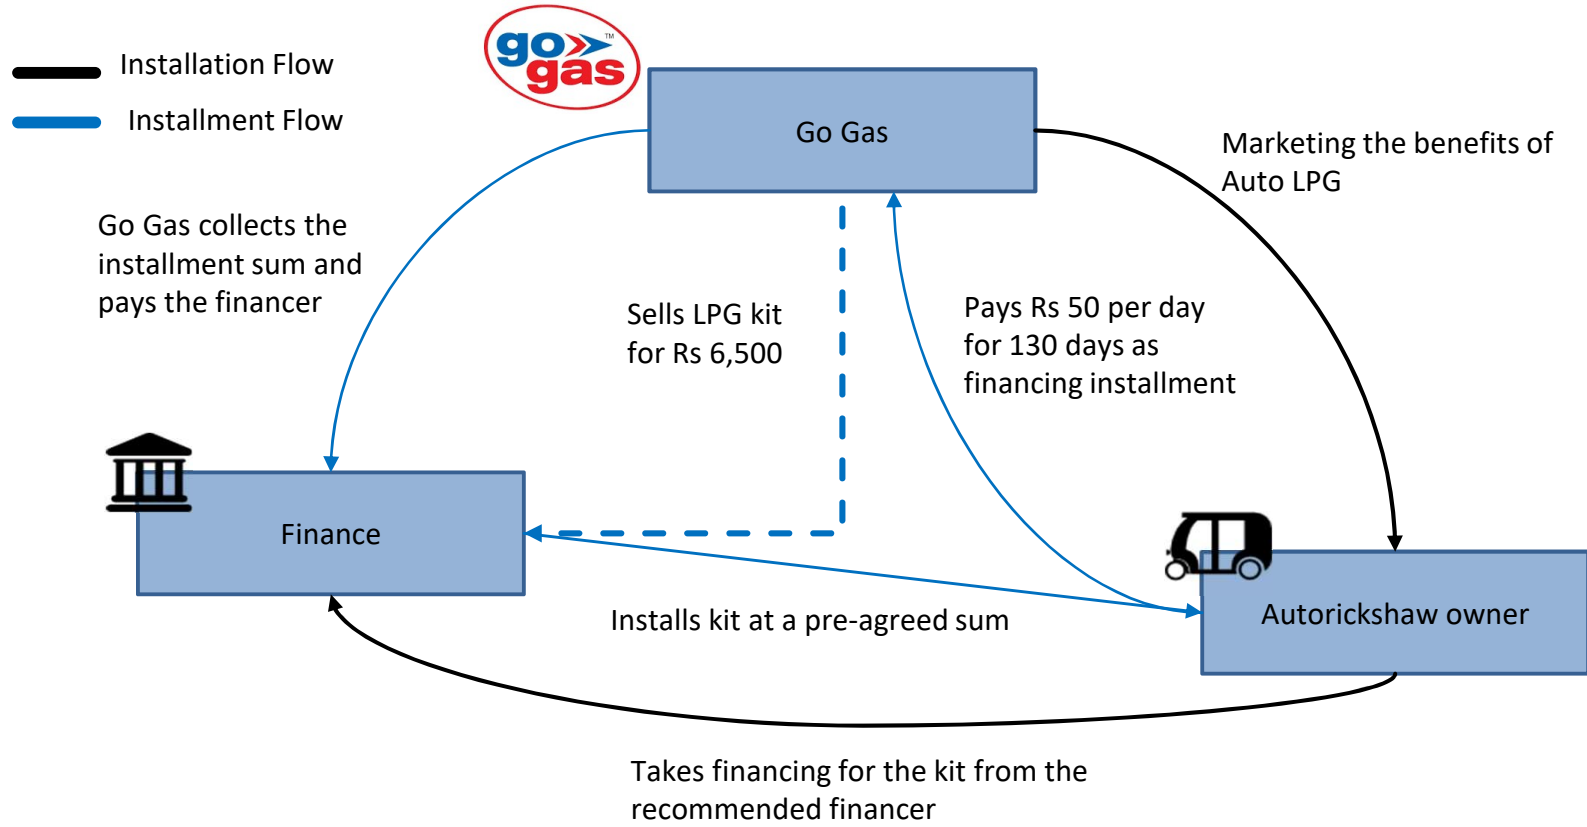 go
TM
gas
Installation Flow
Installment Flow
Go Gas
Marketing the benefits of
Auto LPG
Go Gas collects the
installment sum and
pays the financer
Sells LPG kit
for Rs 6,500
Pays Rs 50 per day
for 130 days as
financing installment
Finance
Installs kit at a pre-agreed sum
Autorickshaw owner
Takes financing for the kit from the
recommended financer